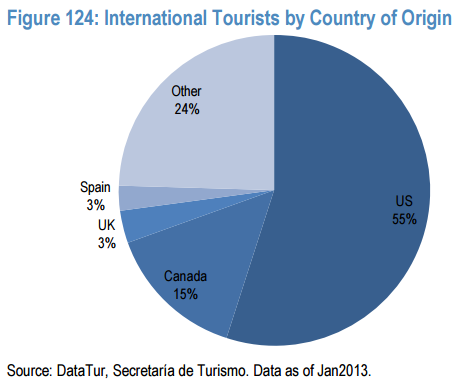 Figure 124: International Tourists by Country of Origin
Other
24%
Spain
3%
UK
3%
US
55%
Canada
15%
Source: DataTur, Secretaría de Turismo. Data as of Jan2013.